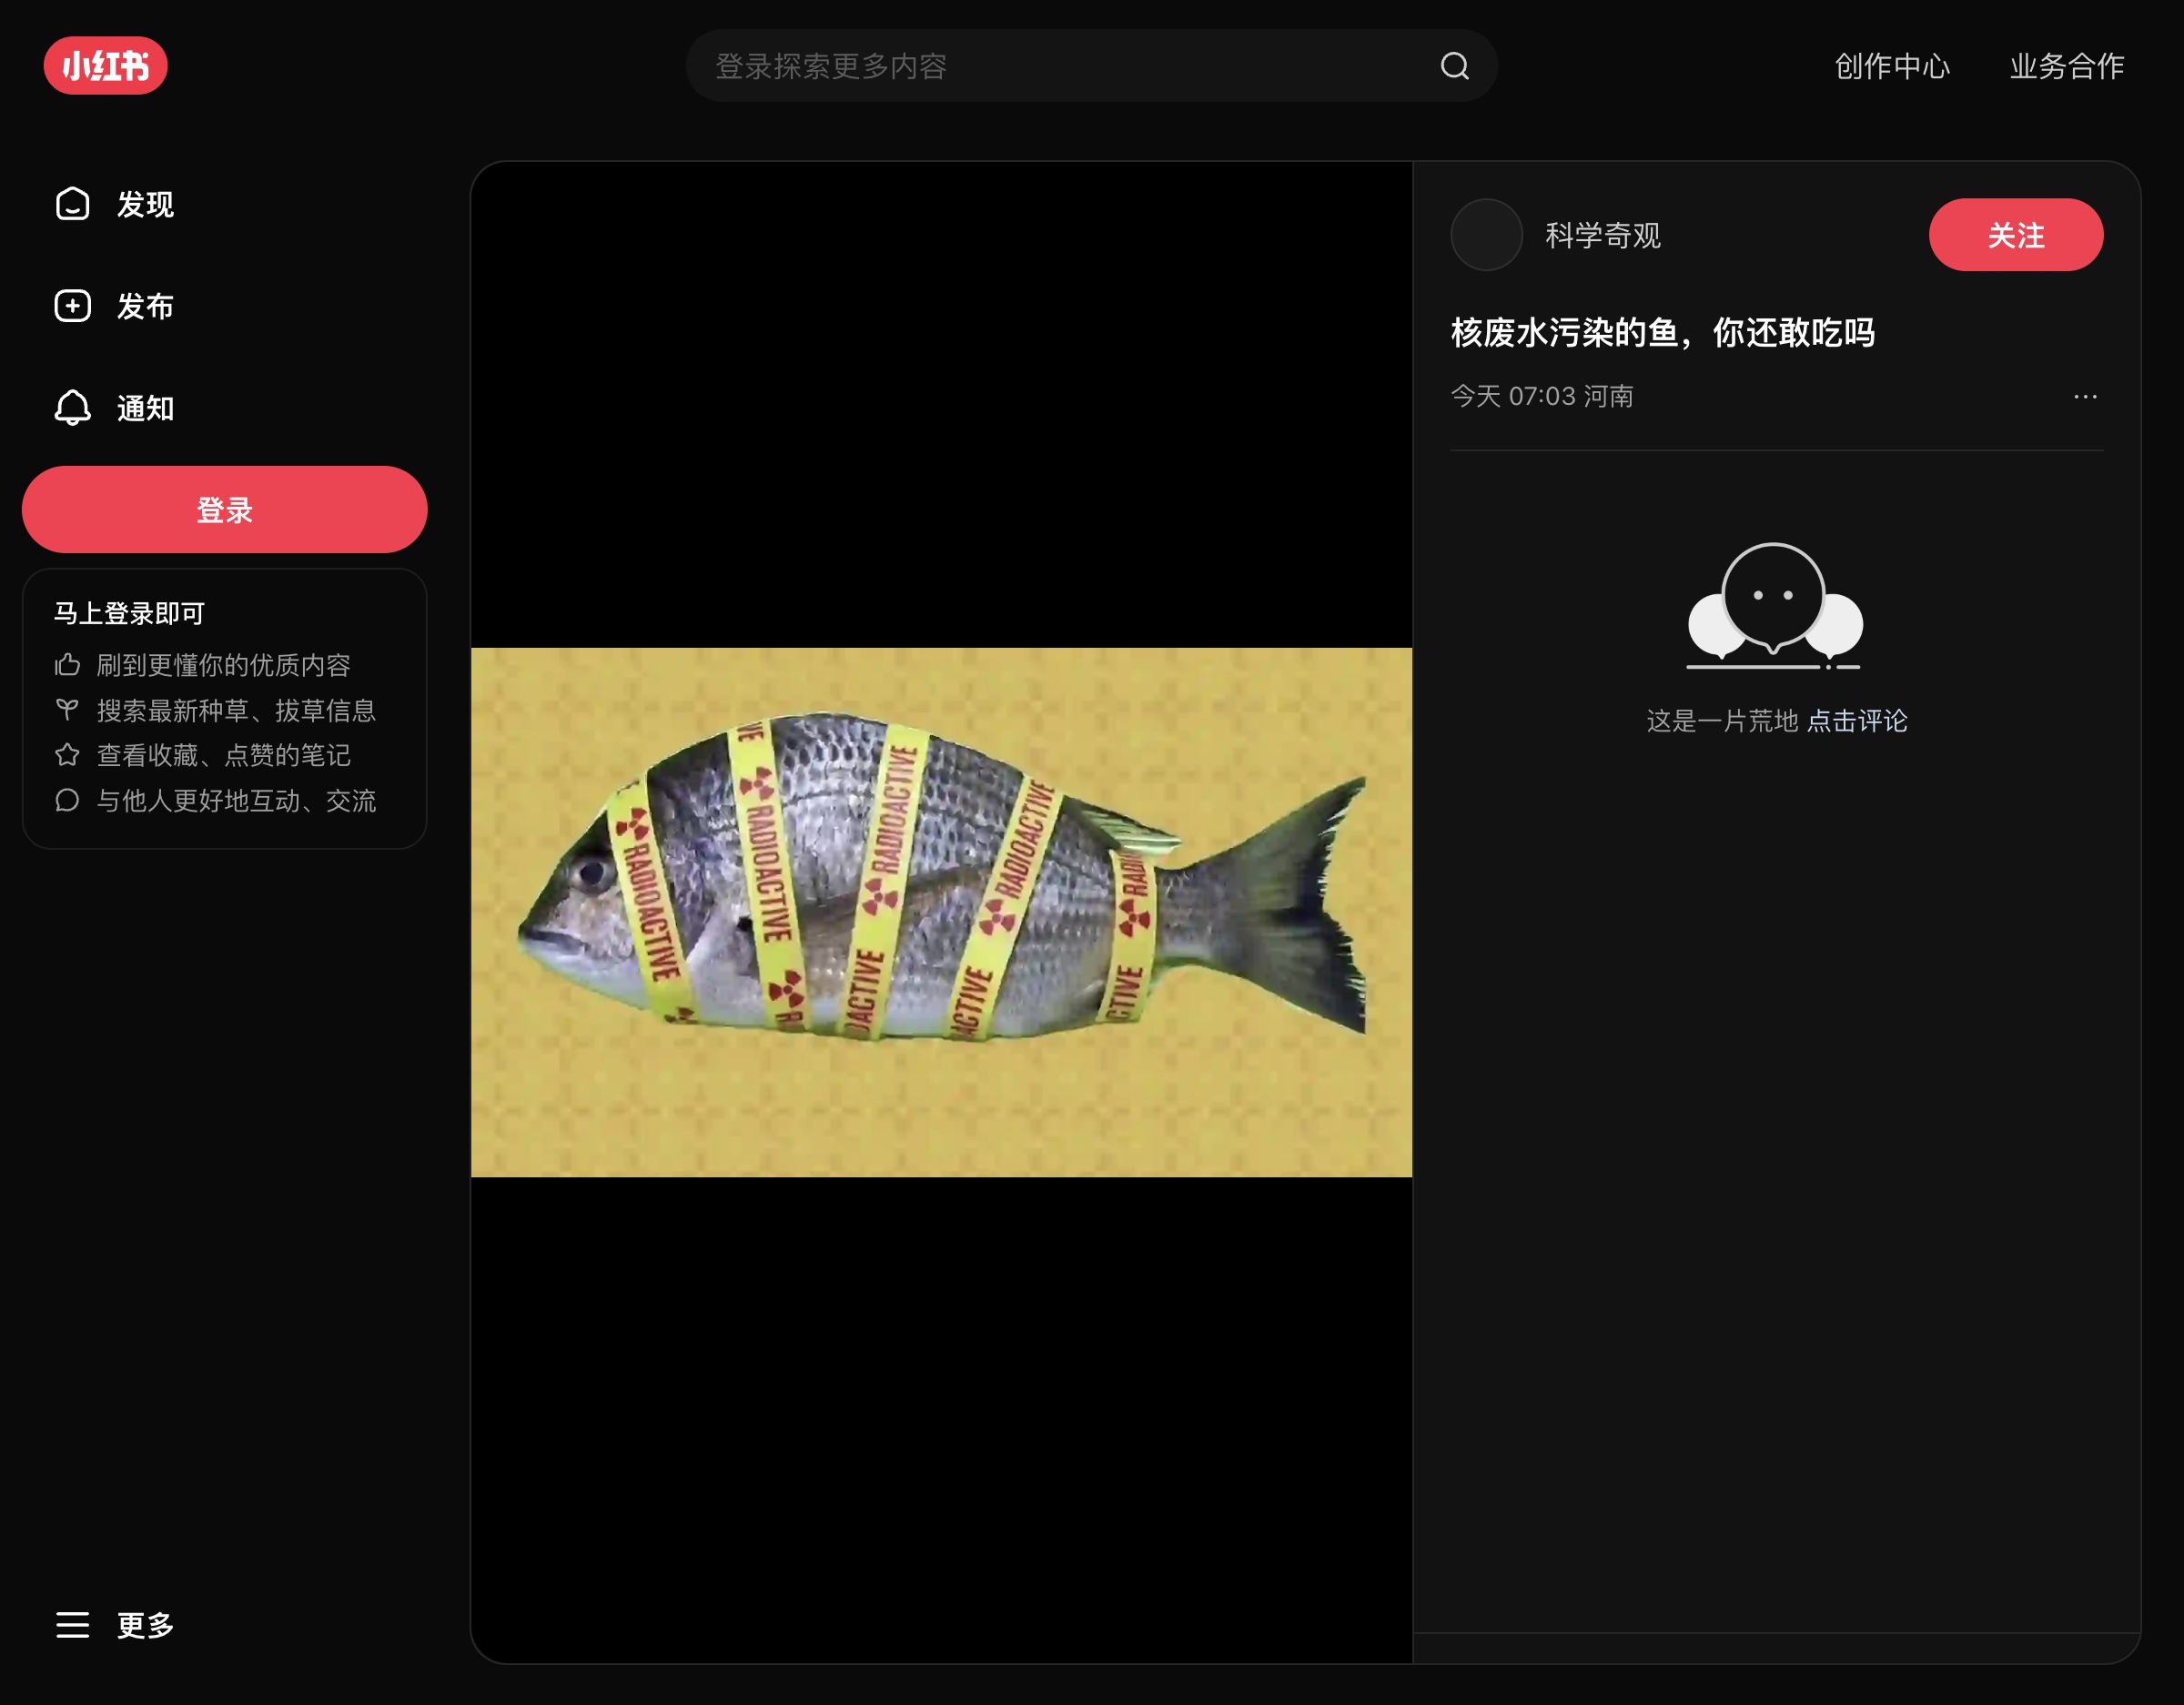 小红书
登录探索更多内容
创作中心
业务合作
发现
发布
通知
登录
马上登录即可
刷到更懂你的优质内容
搜索最新种草、拔草信息
查看收藏、点赞的笔记
与他人更好地互动、交流
更多
VE
RADIOACTIVE
RADIOACTIVE
RADIOACTIVE
RADIOACTIVE
RADI
OACTIVE
ACTIVE
CTIVE
科学奇观
关注
核废水污染的鱼，你还敢吃吗
今天 07:03 河南
这是一片荒地 点击评论